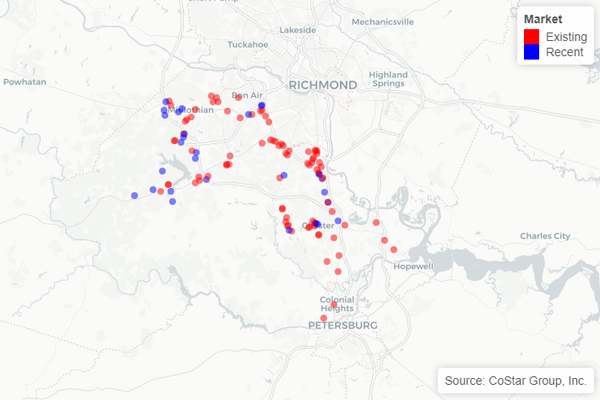 Market
Existing
Recent
Mechanicsville
Lakeside
Tuckahoe
Powhatan
RICHMOND
Highland
Springs
Bon Air
Midlothian
Chester
Charles City
Hopewell
Colonial
Heights
PETERSBURG
Source: CoStar Group, Inc.